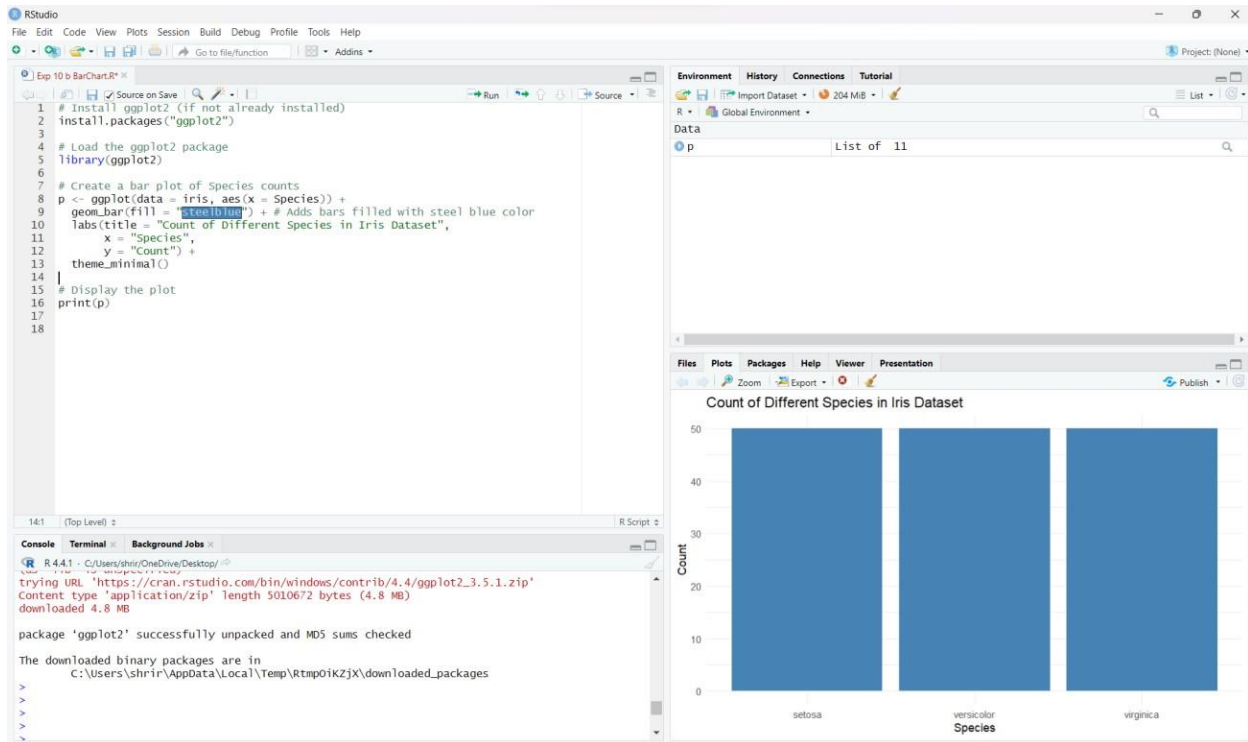 RStudio
File Edit Code View Plots Session Build Debug Profile Tools Help
Go to file/function Addins Project: (None)
Exp 10 b BarChart.R*
Source on Save Run Source
1 # Install ggplot2 (if not already installed)
2 install.packages("ggplot2")
3
4 # Load the ggplot2 package
5 library(ggplot2)
6
7 # Create a bar plot of Species counts
8 p <- ggplot(data = iris, aes(x = Species)) +
9 geom_bar(fill = "steelblue") + # Adds bars filled with steel blue color
10 labs(title = "Count of Different Species in Iris Dataset",
11 x = "Species",
12 y = "Count") +
13 theme_minimal()
14
15 # Display the plot
16 print(p)
17
18
14:1 (Top Level) R Script
Console Terminal Background Jobs
R 4.4.1 · C:/Users/shrir/OneDrive/Desktop/
trying URL 'https://cran.rstudio.com/bin/windows/contrib/4.4/ggplot2_3.5.1.zip'
Content type 'application/zip' length 5010672 bytes (4.8 MB)
downloaded 4.8 MB
package 'ggplot2' successfully unpacked and MD5 sums checked
The downloaded binary packages are in
C:\Users\shrir\AppData\Local\Temp\RtmpOiKZjX\downloaded_packages
>
>
>
>
>
Environment History Connections Tutorial
Import Dataset 204 MiB List
R Global Environment
Data
p List of 11
Files Plots Packages Help Viewer Presentation
Zoom Export Publish
Count of Different Species in Iris Dataset
50
40
30
20
10
0
Count
setosa versicolor virginica
Species